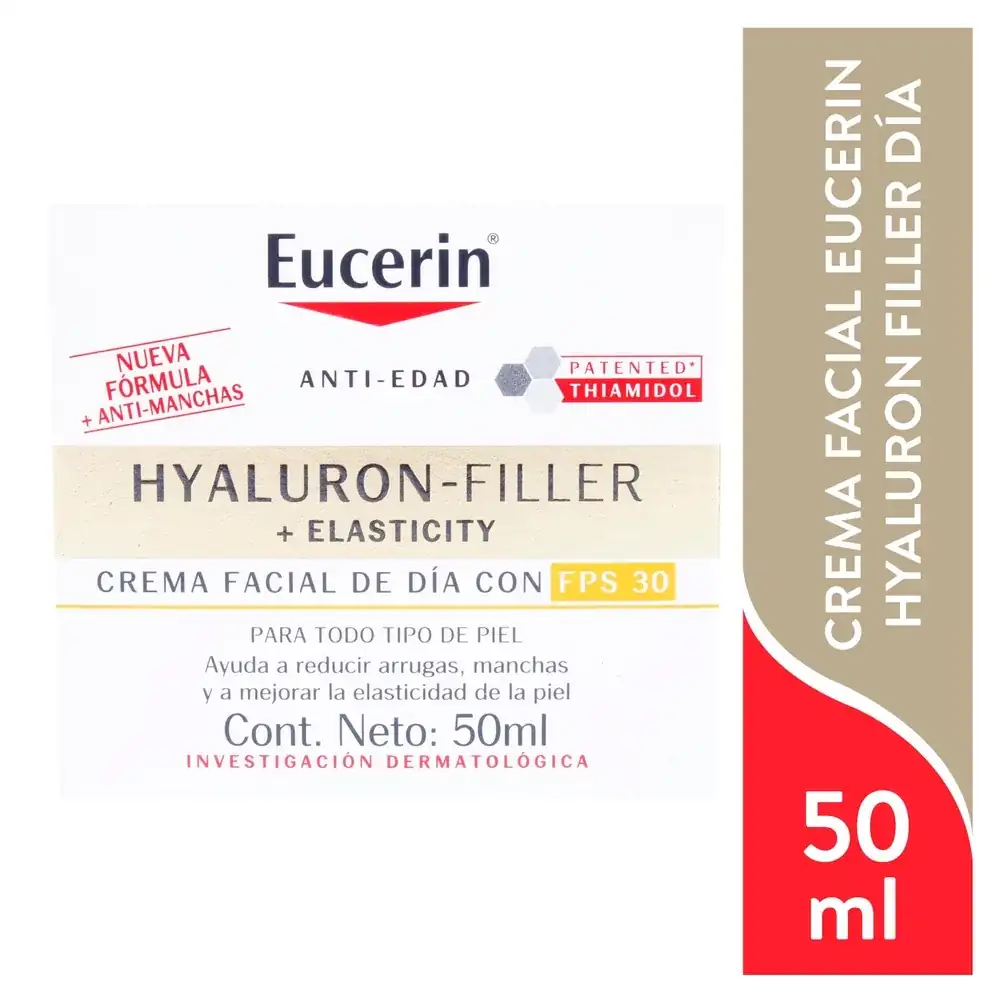 Eucerin®
NUEVA
FÓRMULA
+ ANTI-MANCHAS
ANTI-EDAD
PATENTED*
THIAMIDOL
HYALURON-FILLER
+ ELASTICITY
CREMA FACIAL DE DÍA CON FPS 30
PARA TODO TIPO DE PIEL
Ayuda a reducir arrugas, manchas
y a mejorar la elasticidad de la piel
Cont. Neto: 50ml
INVESTIGACIÓN DERMATOLÓGICA
CREMA FACIAL EUCERIN
HYALURON FILLER DÍA
50
ml